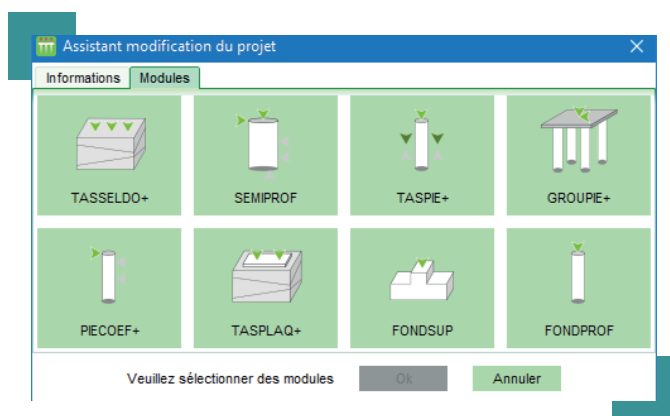 Assistant modification du projet
Informations Modules
TASSELDO+ SEMIPROF TASPIE+ GROUPIE+
PIECOEF+ TASPLAQ+ FONDSUP FONDPROF
Veuillez sélectionner des modules Ok Annuler